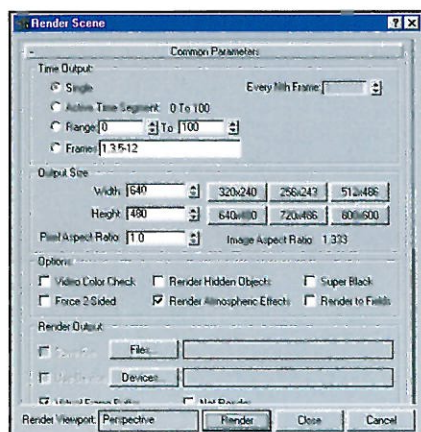 Render Scene
Common Parameters
Time Output:
Single
Every Nth Frame:
Active Time Segment: 0 To 100
Range: 0 To 100
Frames 1,3,5-12
Output Size
Width: 640 320x240 256x243 512x486
Height: 480 640x480 720x486 800x600
Pixel Aspect Ratio: 1.0 Image Aspect Ratio: 1.333
Options:
Video Color Check Render Hidden Objects Super Black
Force 2-Sided Render Atmospheric Effects Render to Fields
Render Output:
Files...
Devices...
Virtual Frame Buffer Net Render
Render Viewport: Perspective Render Close Cancel